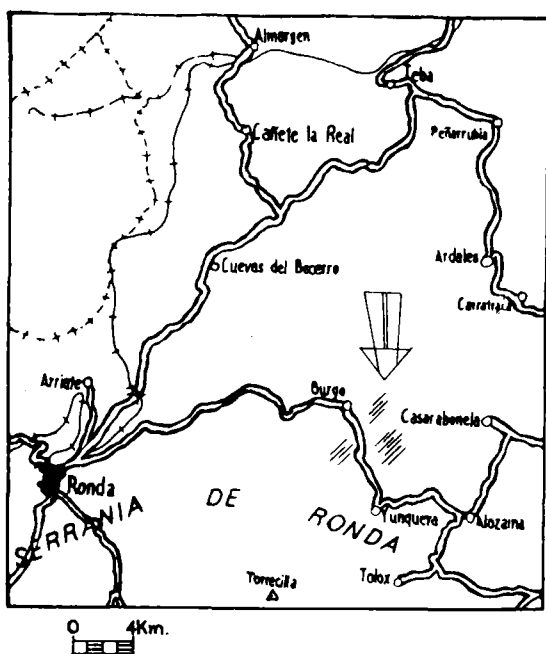 Almargen
Teba
Cañete la Real
Peñarrubia
Cuevas del Becerro
Ardales
Carratraca
Arriate
Burgo
Casarabonela
Ronda
SERRANIA DE RONDA
Yunquera
Alozaina
Tolox
Torrecilla
0 4Km.